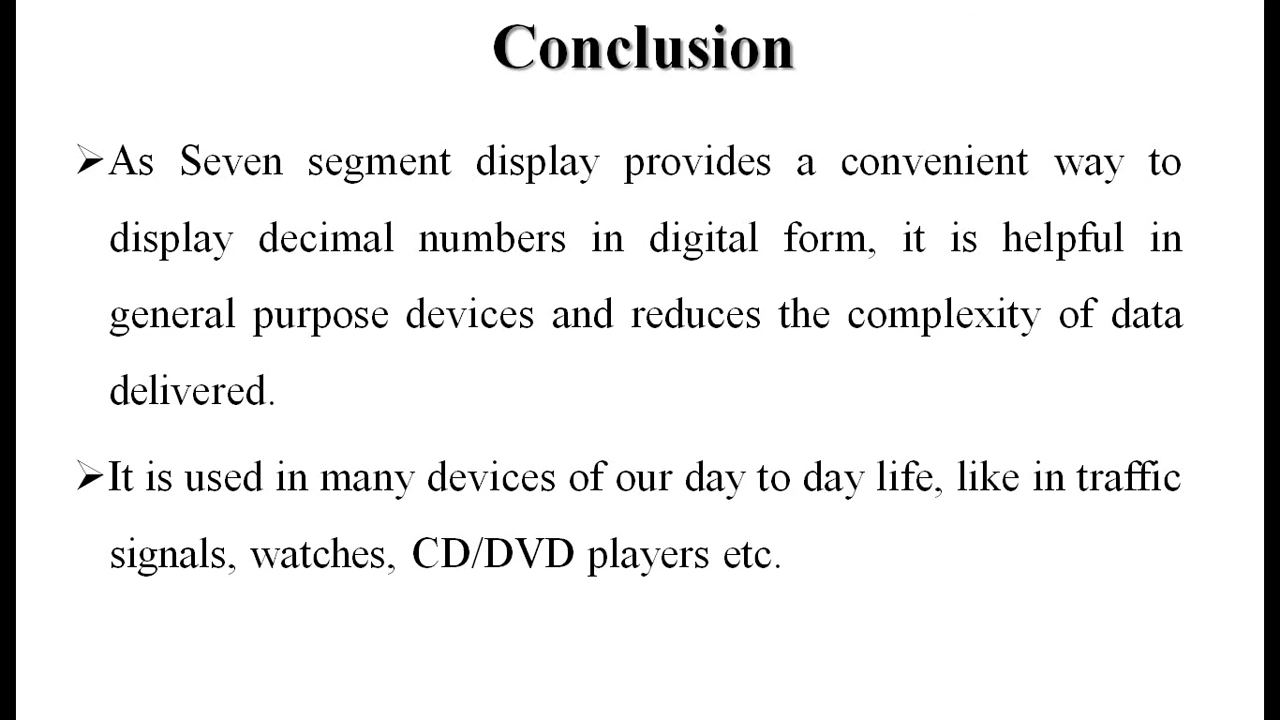 Conclusion
➢As Seven segment display provides a convenient way to
display decimal numbers in digital form, it is helpful in
general purpose devices and reduces the complexity of data
delivered.
➢It is used in many devices of our day to day life, like in traffic
signals, watches, CD/DVD players etc.